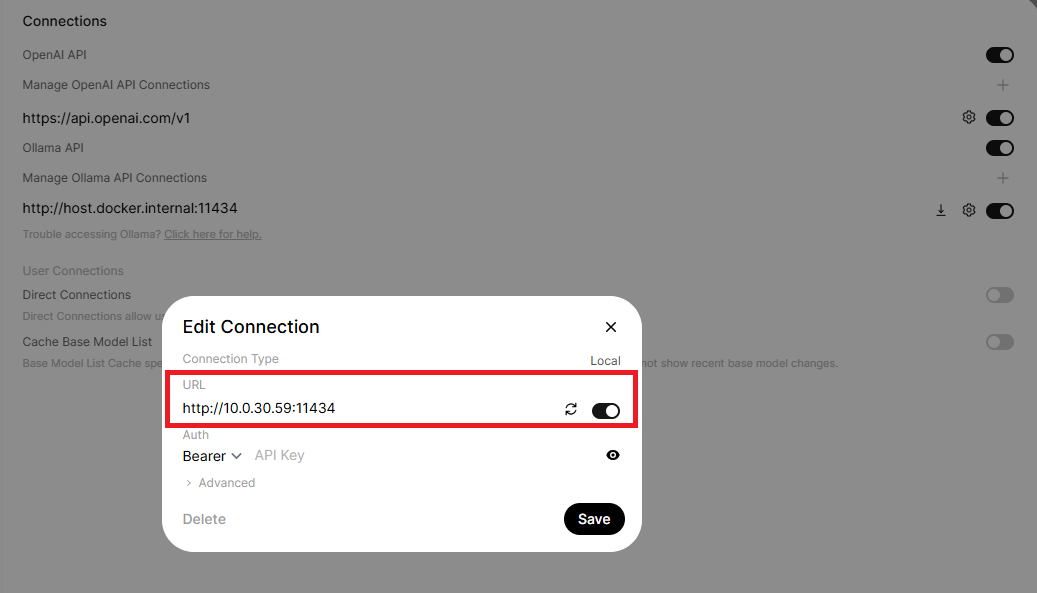 Connections
OpenAI API
Manage OpenAI API Connections
https://api.openai.com/v1
Ollama API
Manage Ollama API Connections
http://host.docker.internal:11434
Trouble accessing Ollama? Click here for help.
User Connections
Direct Connections
Direct Connections allow
Cache Base Model List
Base Model List Cache not show recent base model changes.
Edit Connection
Connection Type Local
URL
http://10.0.30.59:11434
Auth
Bearer API Key
Advanced
Delete Save